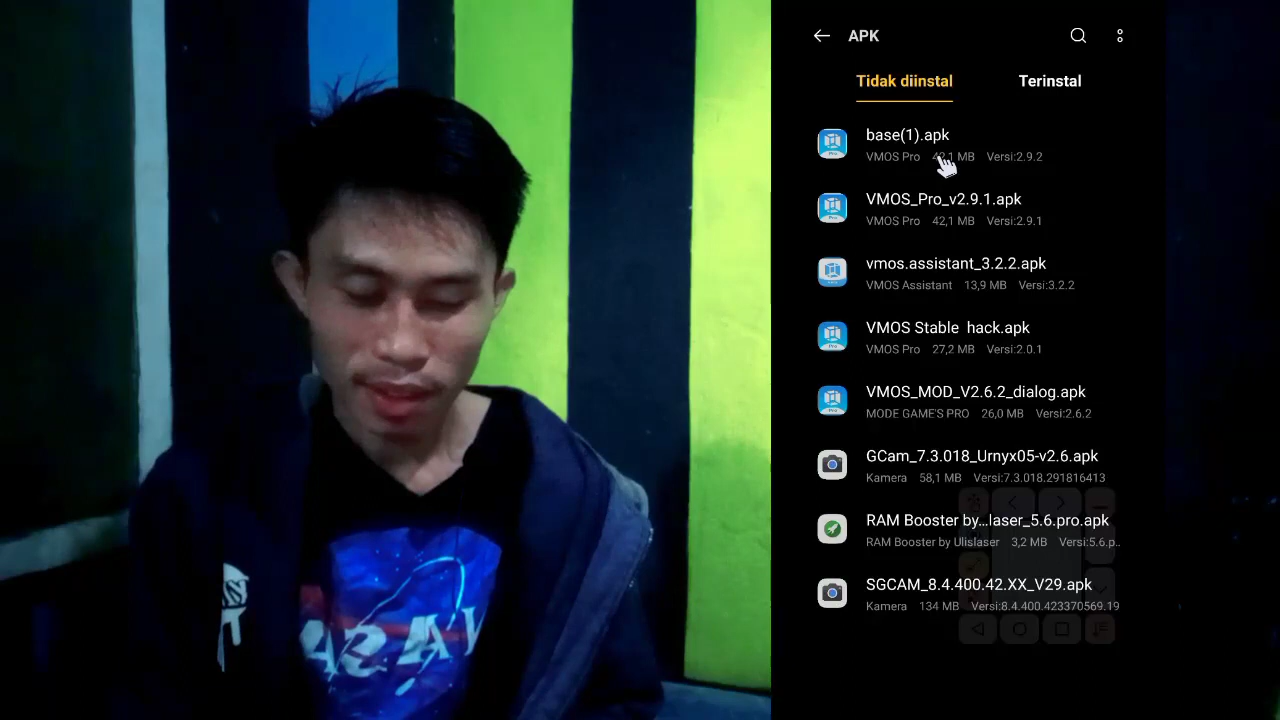 APK
Tidak diinstal
Terinstal
base(1).apk
VMOS Pro 42,1 MB Versi:2.9.2
VMOS_Pro_v2.9.1.apk
VMOS Pro 42,1 MB Versi:2.9.1
vmos.assistant_3.2.2.apk
VMOS Assistant 13,9 MB Versi:3.2.2
VMOS Stable hack.apk
VMOS Pro 27,2 MB Versi:2.0.1
VMOS_MOD_V2.6.2_dialog.apk
MODE GAME'S PRO 26,0 MB Versi:2.6.2
GCam_7.3.018_Urnyx05-v2.6.apk
Kamera 58,1 MB Versi:7.3.018.291816413
RAM Booster by...laser_5.6.pro.apk
RAM Booster by Ulislaser 3,2 MB Versi:5.6.p..
SGCAM_8.4.400.42.XX_V29.apk
Kamera 134 MB Versi:8.4.400.423370569.19